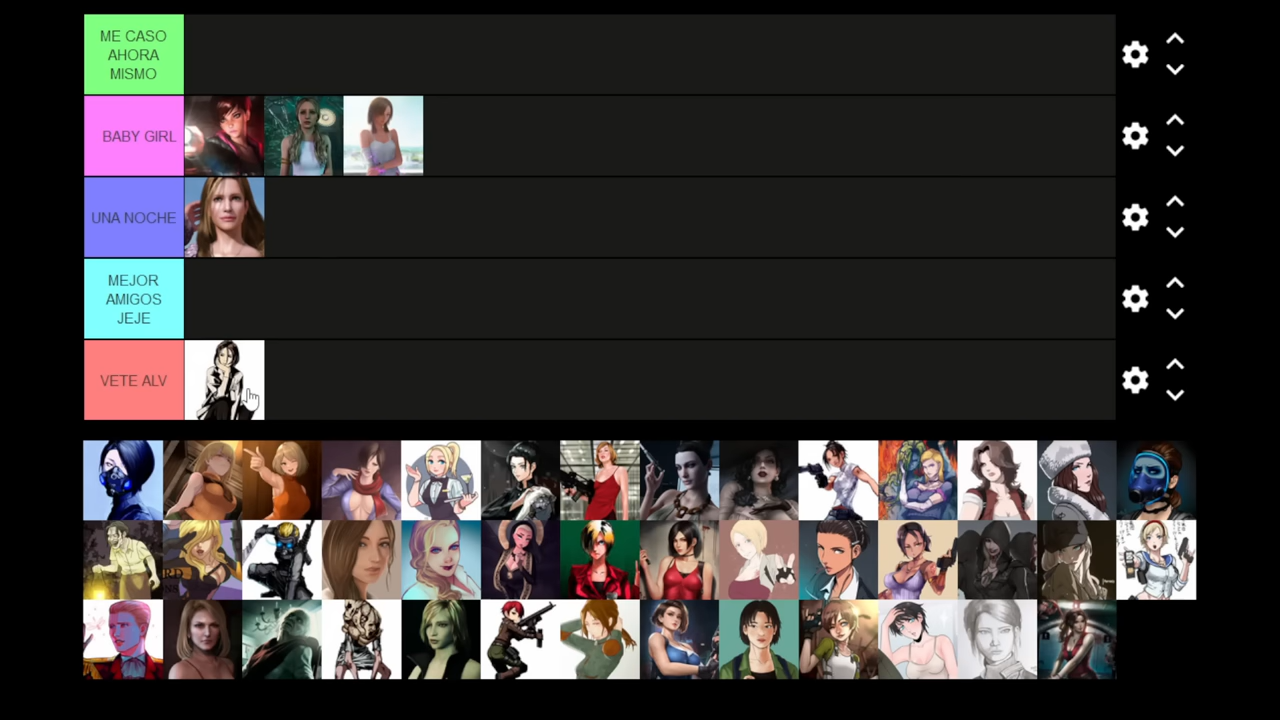 ME CASO
AHORA
MISMO
BABY GIRL
UNA NOCHE
MEJOR
AMIGOS
JEJE
VETE ALV